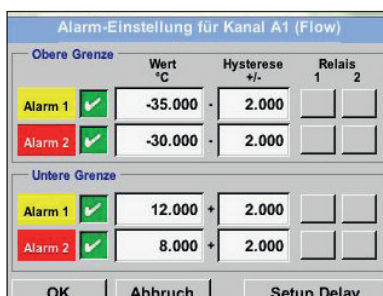 Alarm-Einstellung für Kanal A1 (Flow)
Obere Grenze
Wert Hysterese Relais
°C +/- 1 2
Alarm 1 -35.000 - 2.000
Alarm 2 -30.000 - 2.000
Untere Grenze
Alarm 1 12.000 + 2.000
Alarm 2 8.000 + 2.000
OK Abbruch Setup Delay